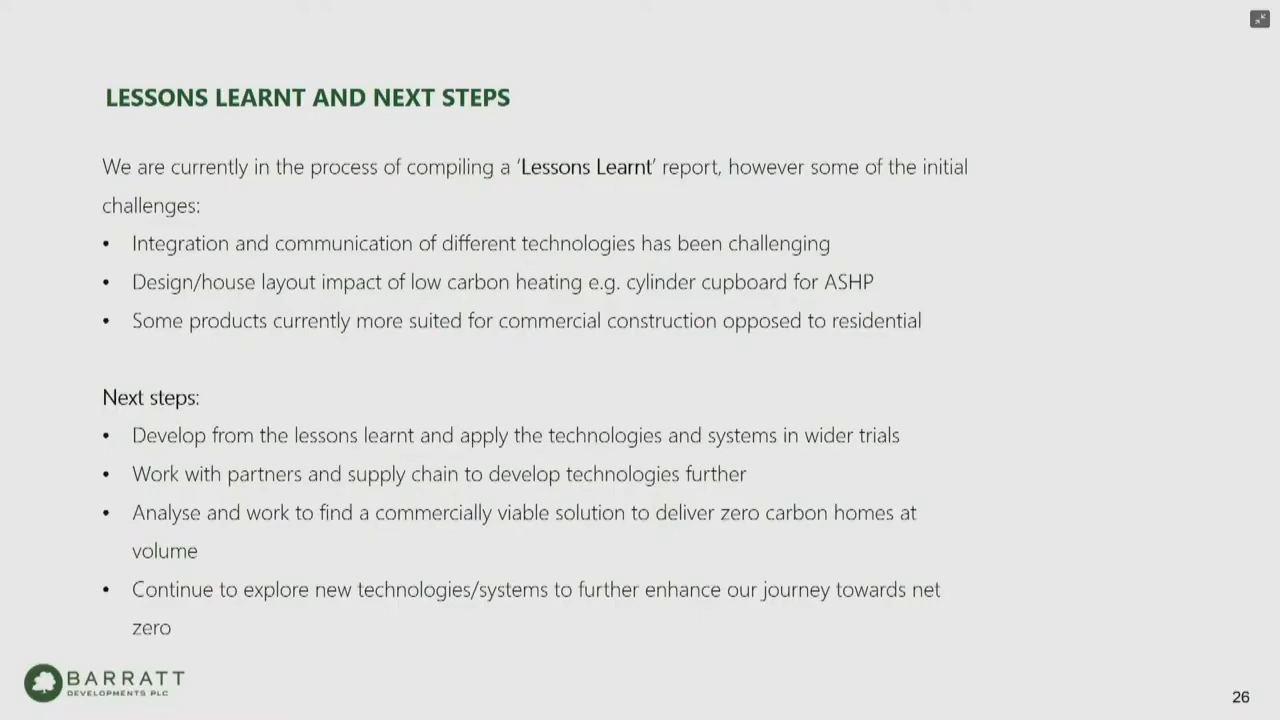 LESSONS LEARNT AND NEXT STEPS
We are currently in the process of compiling a ‘Lessons Learnt’ report, however some of the initial
challenges:
• Integration and communication of different technologies has been challenging
• Design/house layout impact of low carbon heating e.g. cylinder cupboard for ASHP
• Some products currently more suited for commercial construction opposed to residential
Next steps:
• Develop from the lessons learnt and apply the technologies and systems in wider trials
• Work with partners and supply chain to develop technologies further
• Analyse and work to find a commercially viable solution to deliver zero carbon homes at
volume
• Continue to explore new technologies/systems to further enhance our journey towards net
zero
BARRATT
DEVELOPMENTS PLC
26